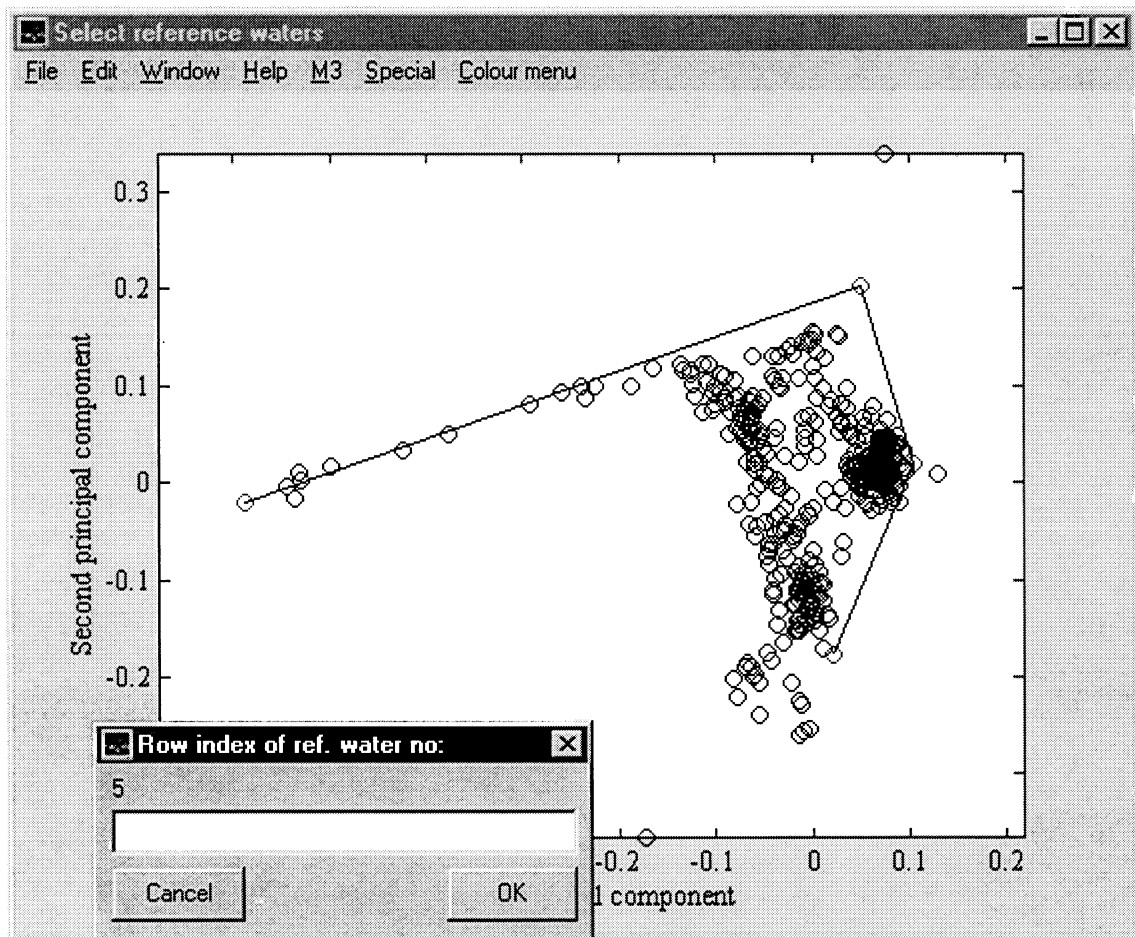 Select reference waters
File Edit Window Help M3 Special Colour menu
0.3
0.2
0.1
0
-0.1
-0.2
Second principal component
-0.2 -0.1 0 0.1 0.2
l component
Row index of ref. water no:
5
Cancel OK